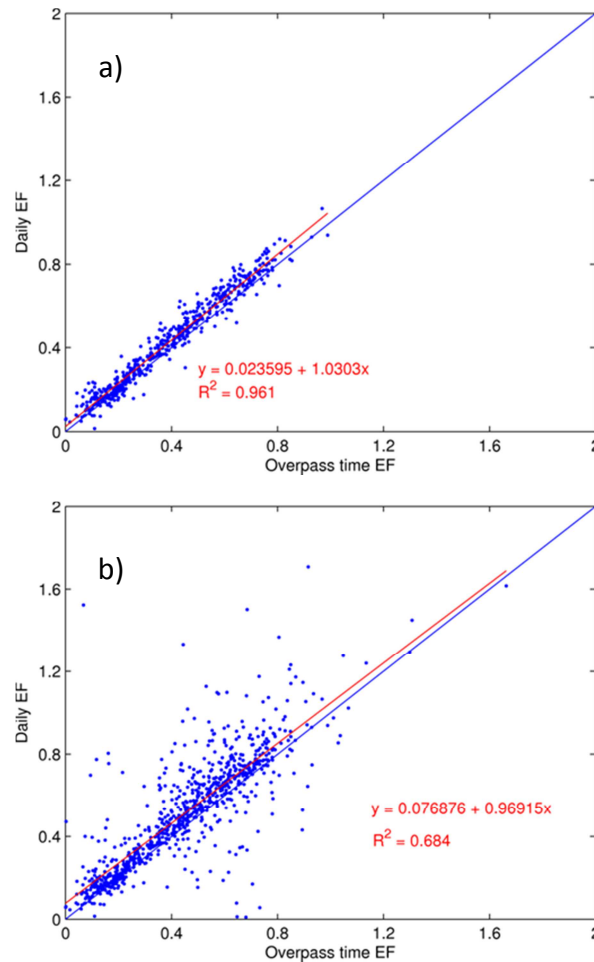 a)
2
1.6
1.2
0.8
0.4
0
Daily EF
y = 0.023595 + 1.0303x
R² = 0.961
0 0.4 0.8 1.2 1.6 2
Overpass time EF
b)
2
1.6
1.2
0.8
0.4
0
Daily EF
y = 0.076876 + 0.96915x
R² = 0.684
0 0.4 0.8 1.2 1.6 2
Overpass time EF